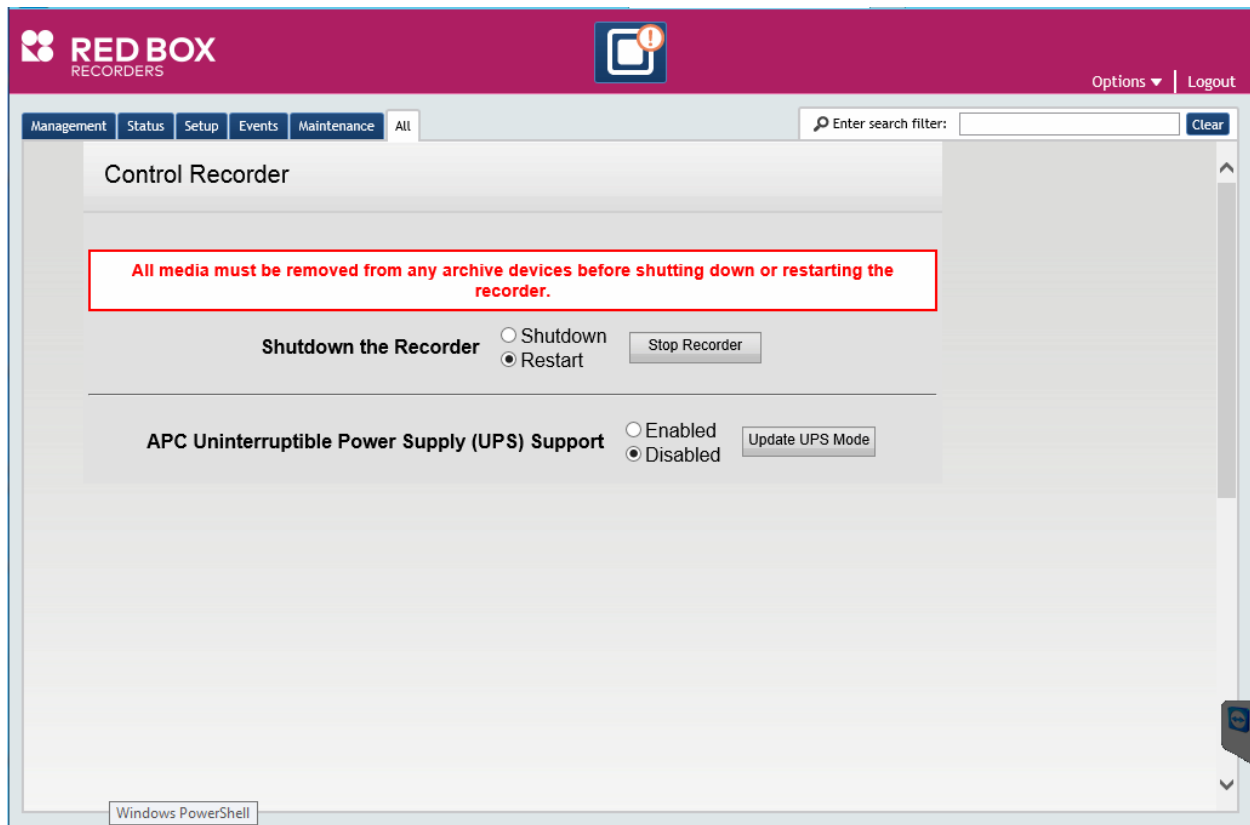 RED BOX
RECORDERS
Options Logout
Management Status Setup Events Maintenance All Enter search filter: Clear
Control Recorder
All media must be removed from any archive devices before shutting down or restarting the
recorder.
Shutdown the Recorder Shutdown
Restart Stop Recorder
APC Uninterruptible Power Supply (UPS) Support Enabled
Disabled Update UPS Mode
Windows PowerShell